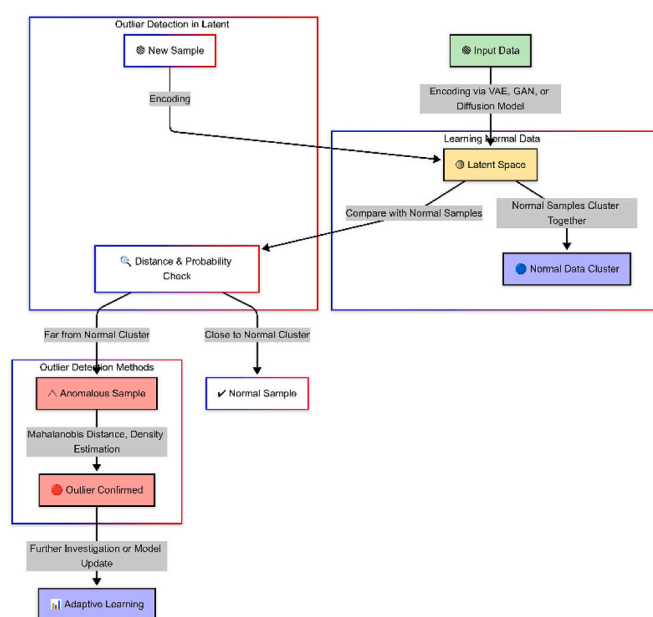 Outlier Detection in Latent
New Sample
Input Data
Encoding
Encoding via VAE, GAN, or
Diffusion Model
Learning Normal Data
Latent Space
Compare with Normal Samples
Normal Samples Cluster
Together
Distance & Probability
Check
Normal Data Cluster
Far from Normal Cluster
Close to Normal Cluster
Outlier Detection Methods
Anomalous Sample
Normal Sample
Mahalanobis Distance, Density
Estimation
Outlier Confirmed
Further Investigation or Model
Update
Adaptive Learning